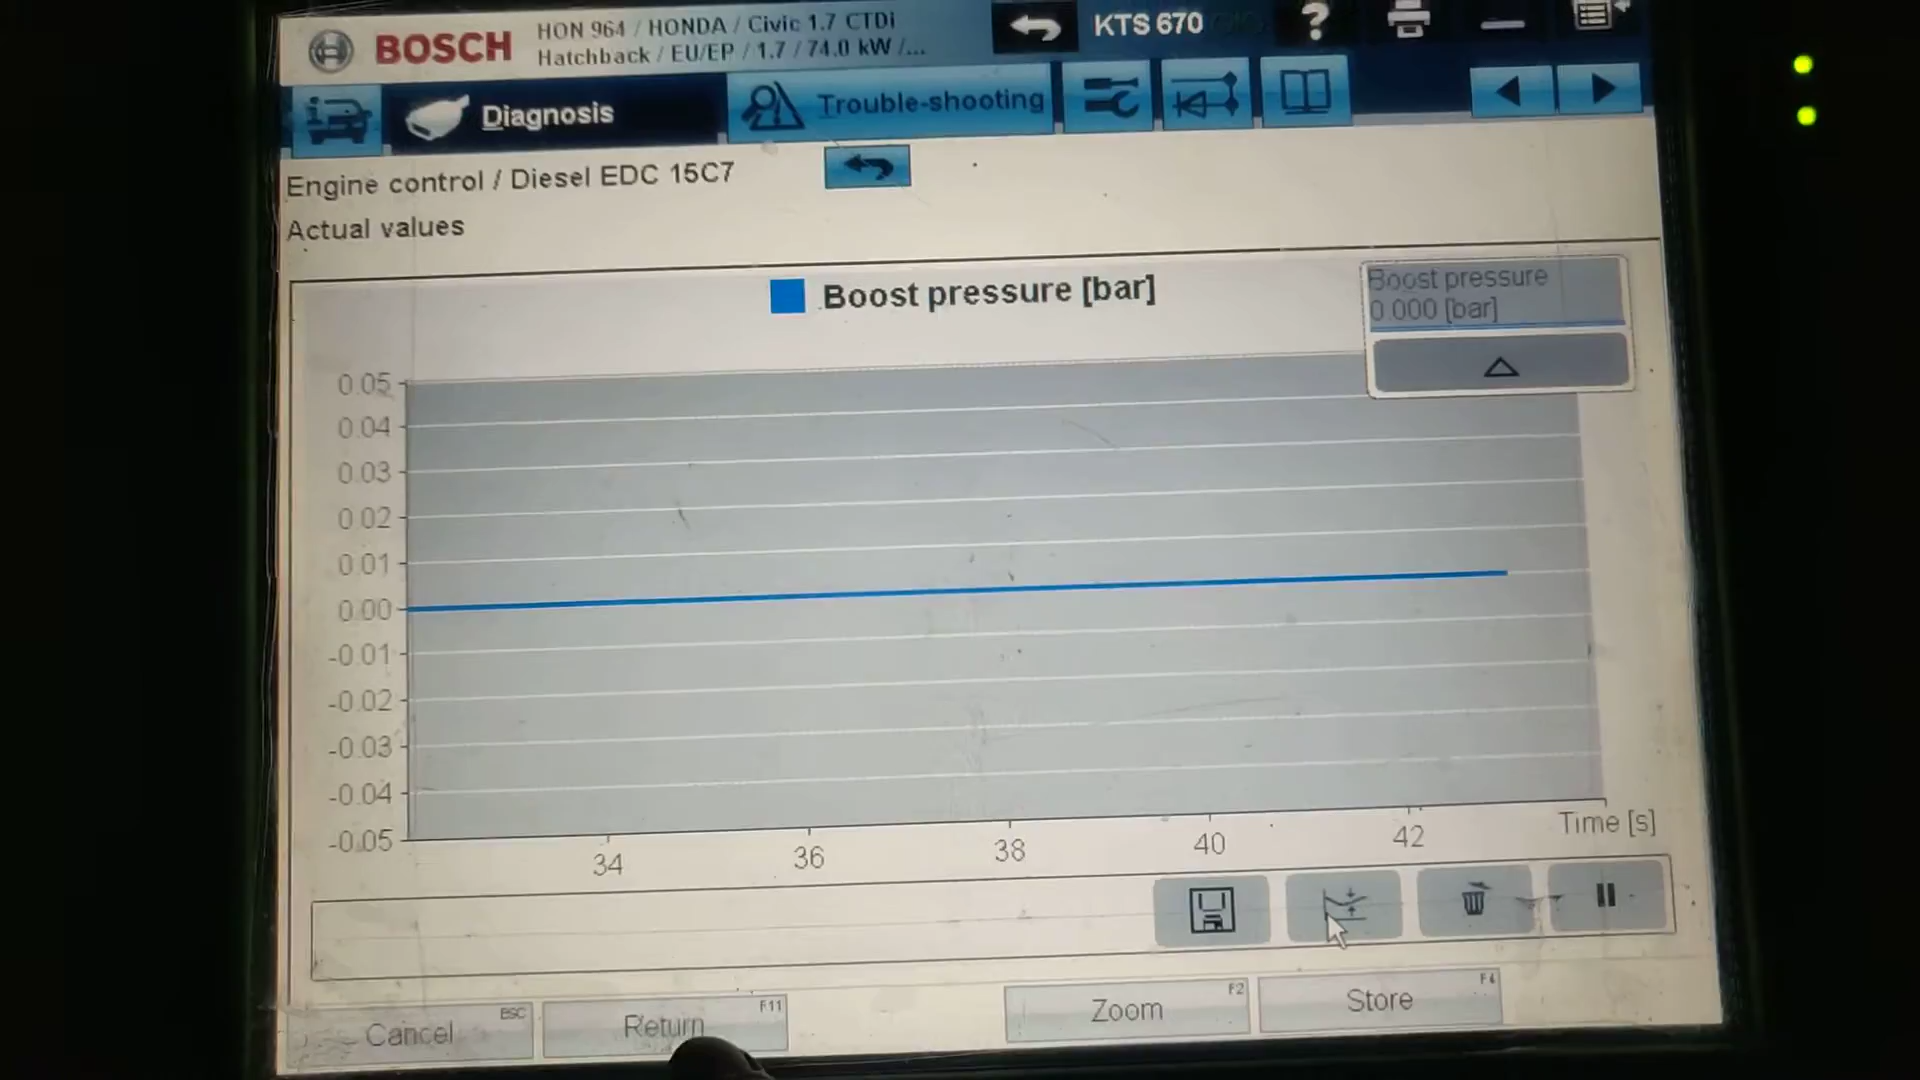 BOSCH
HON 964 / HONDA / Civic 1.7 CTDi
Hatchback / EU/EP / 1.7 / 74.0 kW /...
KTS 670
?
Diagnosis
Trouble-shooting
Engine control / Diesel EDC 15C7
Actual values
Boost pressure [bar]
Boost pressure
0.000 [bar]
0.05
0.04
0.03
0.02
0.01
0.00
-0.01
-0.02
-0.03
-0.04
-0.05
34
36
38
40
42
Time [s]
Cancel
ESC
Return
F11
Zoom
F2
Store